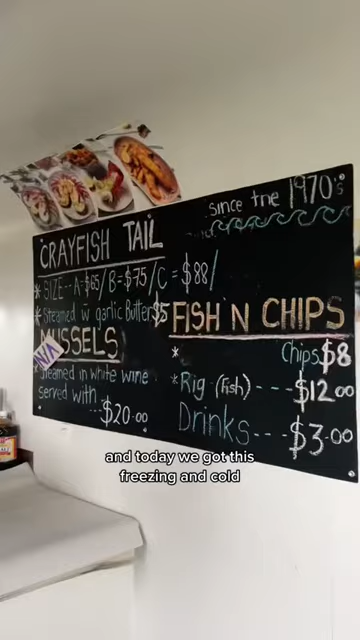 since the 1970's
CRAYFISH TAIL
* SIZE-- A=$65/B=$75/C = $88/
* Steamed w garlic Butter $5
MUSSELS
N/A
* Steamed in white wine
served with...
$20.00
FISH 'N CHIPS
* Chips $8
* Rig (Fish) --- $12.00
Drinks --- $3.00
and today we got this
freezing and cold